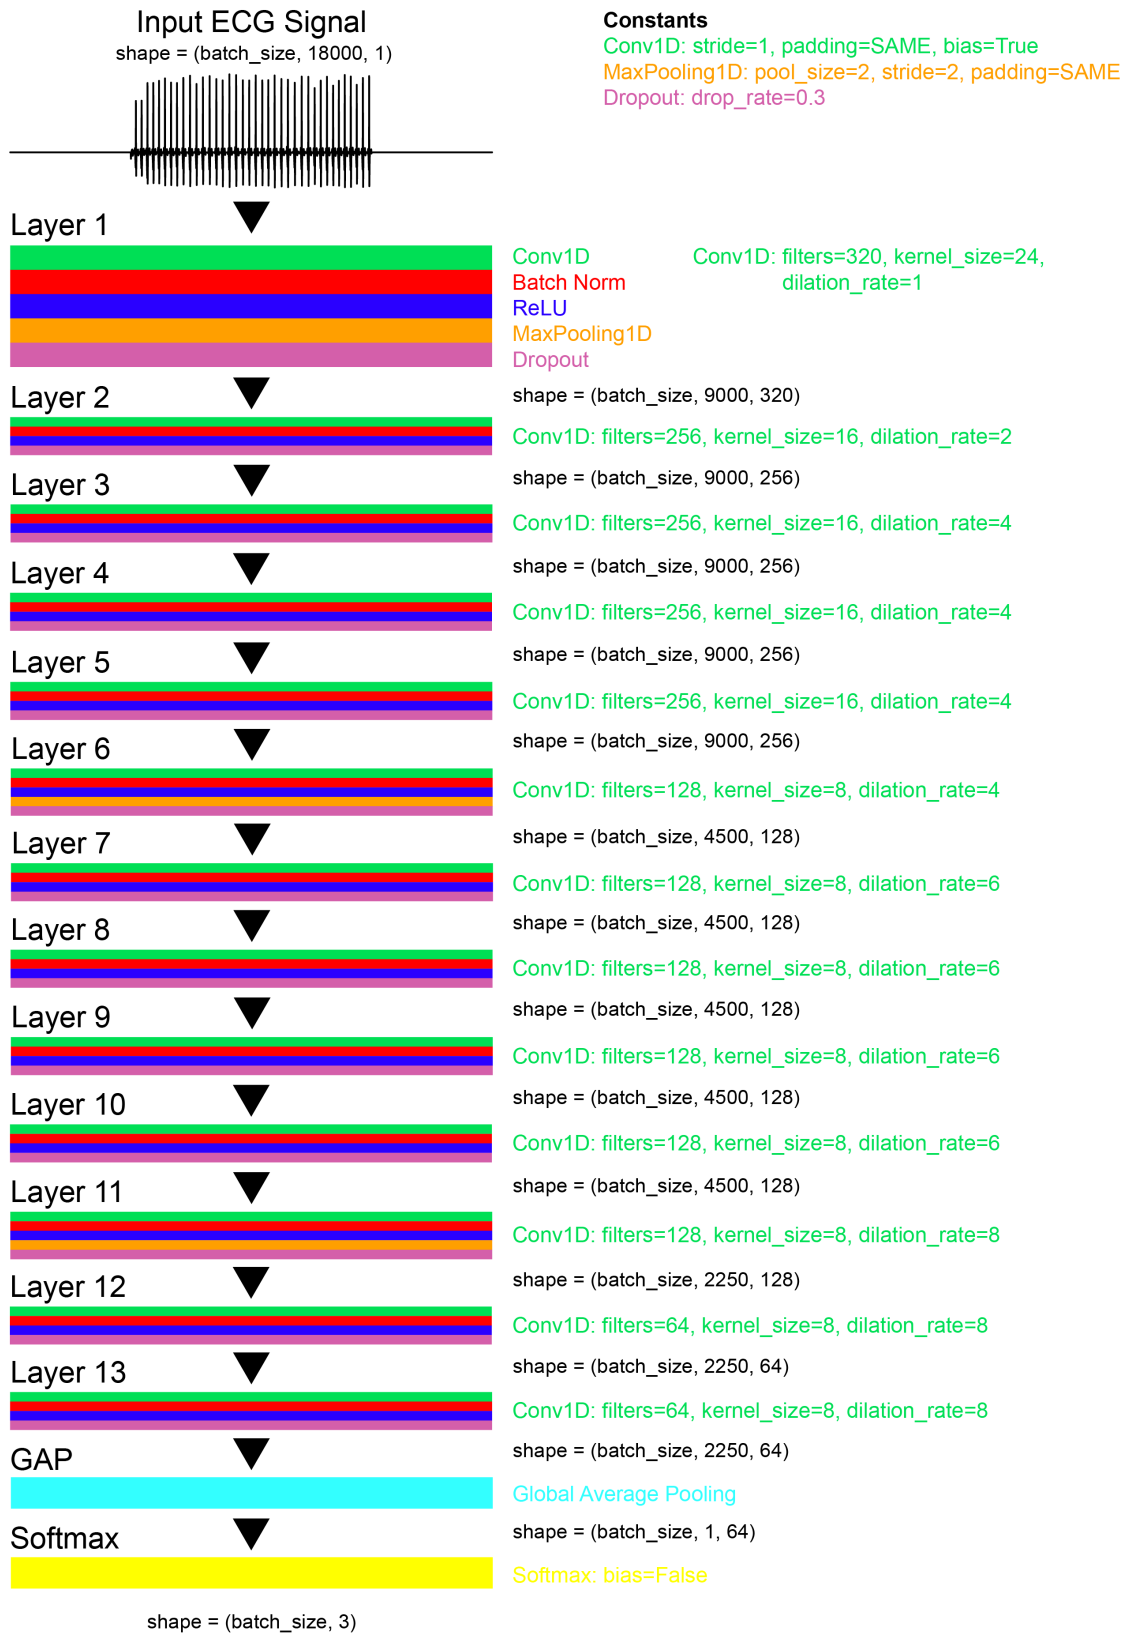 Input ECG Signal
shape = (batch_size, 18000, 1)
Constants
Conv1D: stride=1, padding=SAME, bias=True
MaxPooling1D: pool_size=2, stride=2, padding=SAME
Dropout: drop_rate=0.3
Layer 1
Conv1D
Batch Norm
ReLU
MaxPooling1D
Dropout
Conv1D: filters=320, kernel_size=24,
dilation_rate=1
shape = (batch_size, 9000, 320)
Layer 2
Conv1D: filters=256, kernel_size=16, dilation_rate=2
shape = (batch_size, 9000, 256)
Layer 3
Conv1D: filters=256, kernel_size=16, dilation_rate=4
shape = (batch_size, 9000, 256)
Layer 4
Conv1D: filters=256, kernel_size=16, dilation_rate=4
shape = (batch_size, 9000, 256)
Layer 5
Conv1D: filters=256, kernel_size=16, dilation_rate=4
shape = (batch_size, 9000, 256)
Layer 6
Conv1D: filters=128, kernel_size=8, dilation_rate=4
shape = (batch_size, 4500, 128)
Layer 7
Conv1D: filters=128, kernel_size=8, dilation_rate=6
shape = (batch_size, 4500, 128)
Layer 8
Conv1D: filters=128, kernel_size=8, dilation_rate=6
shape = (batch_size, 4500, 128)
Layer 9
Conv1D: filters=128, kernel_size=8, dilation_rate=6
shape = (batch_size, 4500, 128)
Layer 10
Conv1D: filters=128, kernel_size=8, dilation_rate=6
shape = (batch_size, 4500, 128)
Layer 11
Conv1D: filters=128, kernel_size=8, dilation_rate=8
shape = (batch_size, 2250, 128)
Layer 12
Conv1D: filters=64, kernel_size=8, dilation_rate=8
shape = (batch_size, 2250, 64)
Layer 13
Conv1D: filters=64, kernel_size=8, dilation_rate=8
shape = (batch_size, 2250, 64)
GAP
Global Average Pooling
shape = (batch_size, 1, 64)
Softmax
Softmax: bias=False
shape = (batch_size, 3)